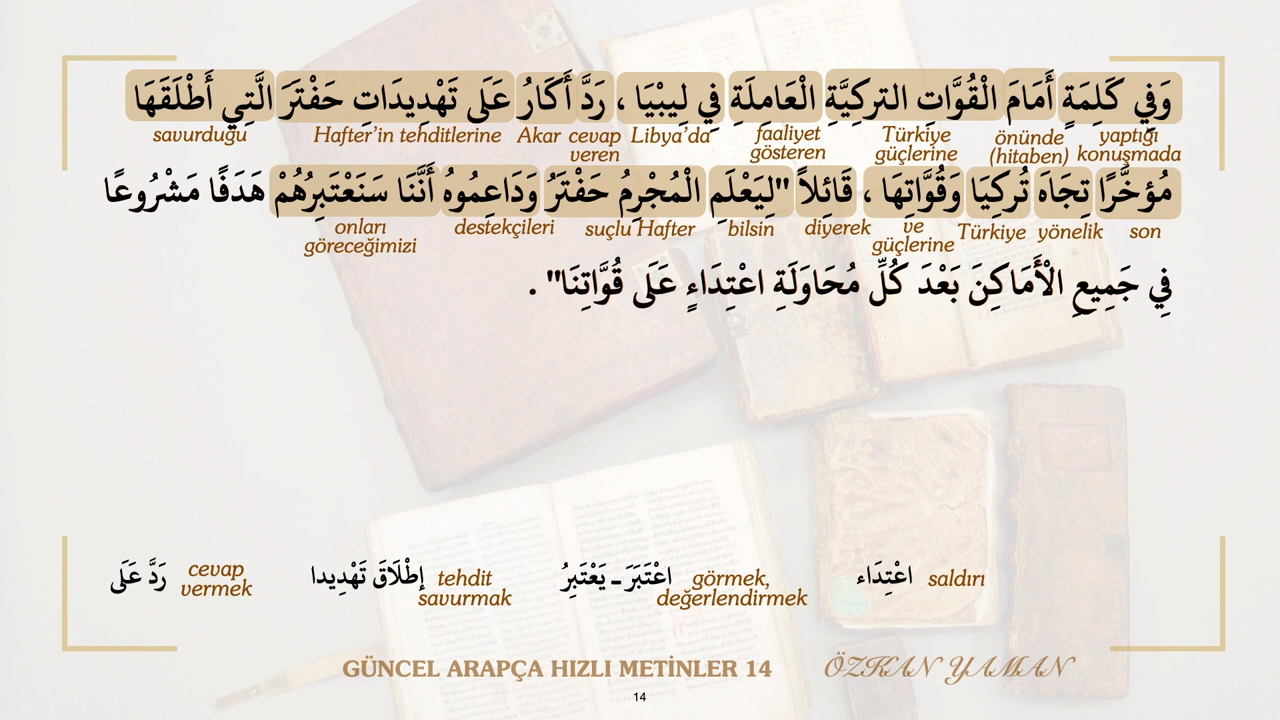 وَفِي كَلِمَةٍ أَمَامَ الْقُوَّاتِ التركِيَّةِ الْعَامِلَةِ فِي لِيبْيَا ، رَدَّ أَكَارُ عَلَى تَهْدِيدَاتِ حَفْتَرَ الَّتِي أَطْلَقَهَا
yaptığı konuşmada önünde (hitaben) Türkiye güçlerine faaliyet gösteren Libya'da cevap veren Akar Hafter'in tehditlerine savurduğu
مُؤخَّرًا تِجَاهَ تُركِيَا وَقُوَّاتِهَا ، قَائِلاً "لِيَعْلَمِ الْمُجْرِمُ حَفْتَرُ وَدَاعِمُوهُ أَنَّنَا سَنَعْتَبِرُهُمْ هَدَفًا مَشْرُوعًا
son yönelik Türkiye ve güçlerine diyerek bilsin suçlu Hafter destekçileri onları göreceğimizi
فِي جَمِيعِ الْأَمَاكِنَ بَعْدَ كُلِّ مُحَاوَلَةِ اعْتِدَاءٍ عَلَى قُوَّاتِنَا" .
اعْتِدَاء saldırı
اعْتَبَرَ ـ يَعْتَبِرُ görmek, değerlendirmek
إطْلَاقَ تَهْدِيدا tehdit savurmak
رَدَّ عَلَى cevap vermek
GÜNCEL ARAPÇA HIZLI METİNLER 14 ÖZKAN YAMAN
14